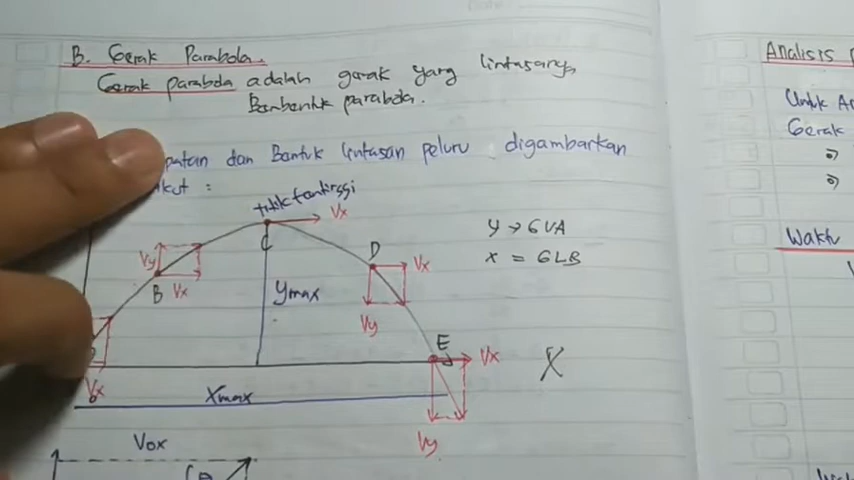 B. Gerak Parabola.
Gerak parabola adalah gerak yang lintasannya
Berbentuk parabola.
patan dan Bentuk lintasan peluru digambarkan
ikut :
titik tertinggi
Vx
C
Vy
B
Vx
Ymax
D
Vx
Vy
y → GVA
x = GLB
E
Vx
X
Vy
Vx
Xmax
Vox
Analisis
Untuk
Gerak
Waktu